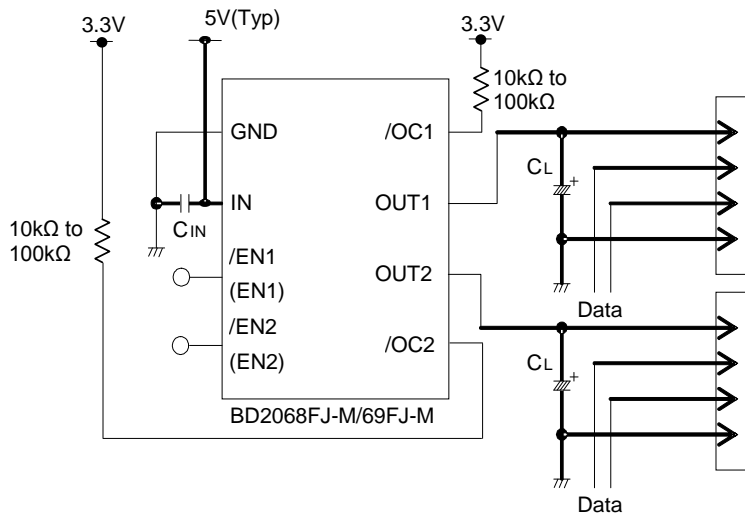 3.3V
5V(Typ)
3.3V
10kΩ to
100kΩ
GND
/OC1
CL
IN
OUT1
CIN
10kΩ to
100kΩ
/EN1
(EN1)
OUT2
Data
/EN2
(EN2)
/OC2
CL
BD2068FJ-M/69FJ-M
Data
+
+